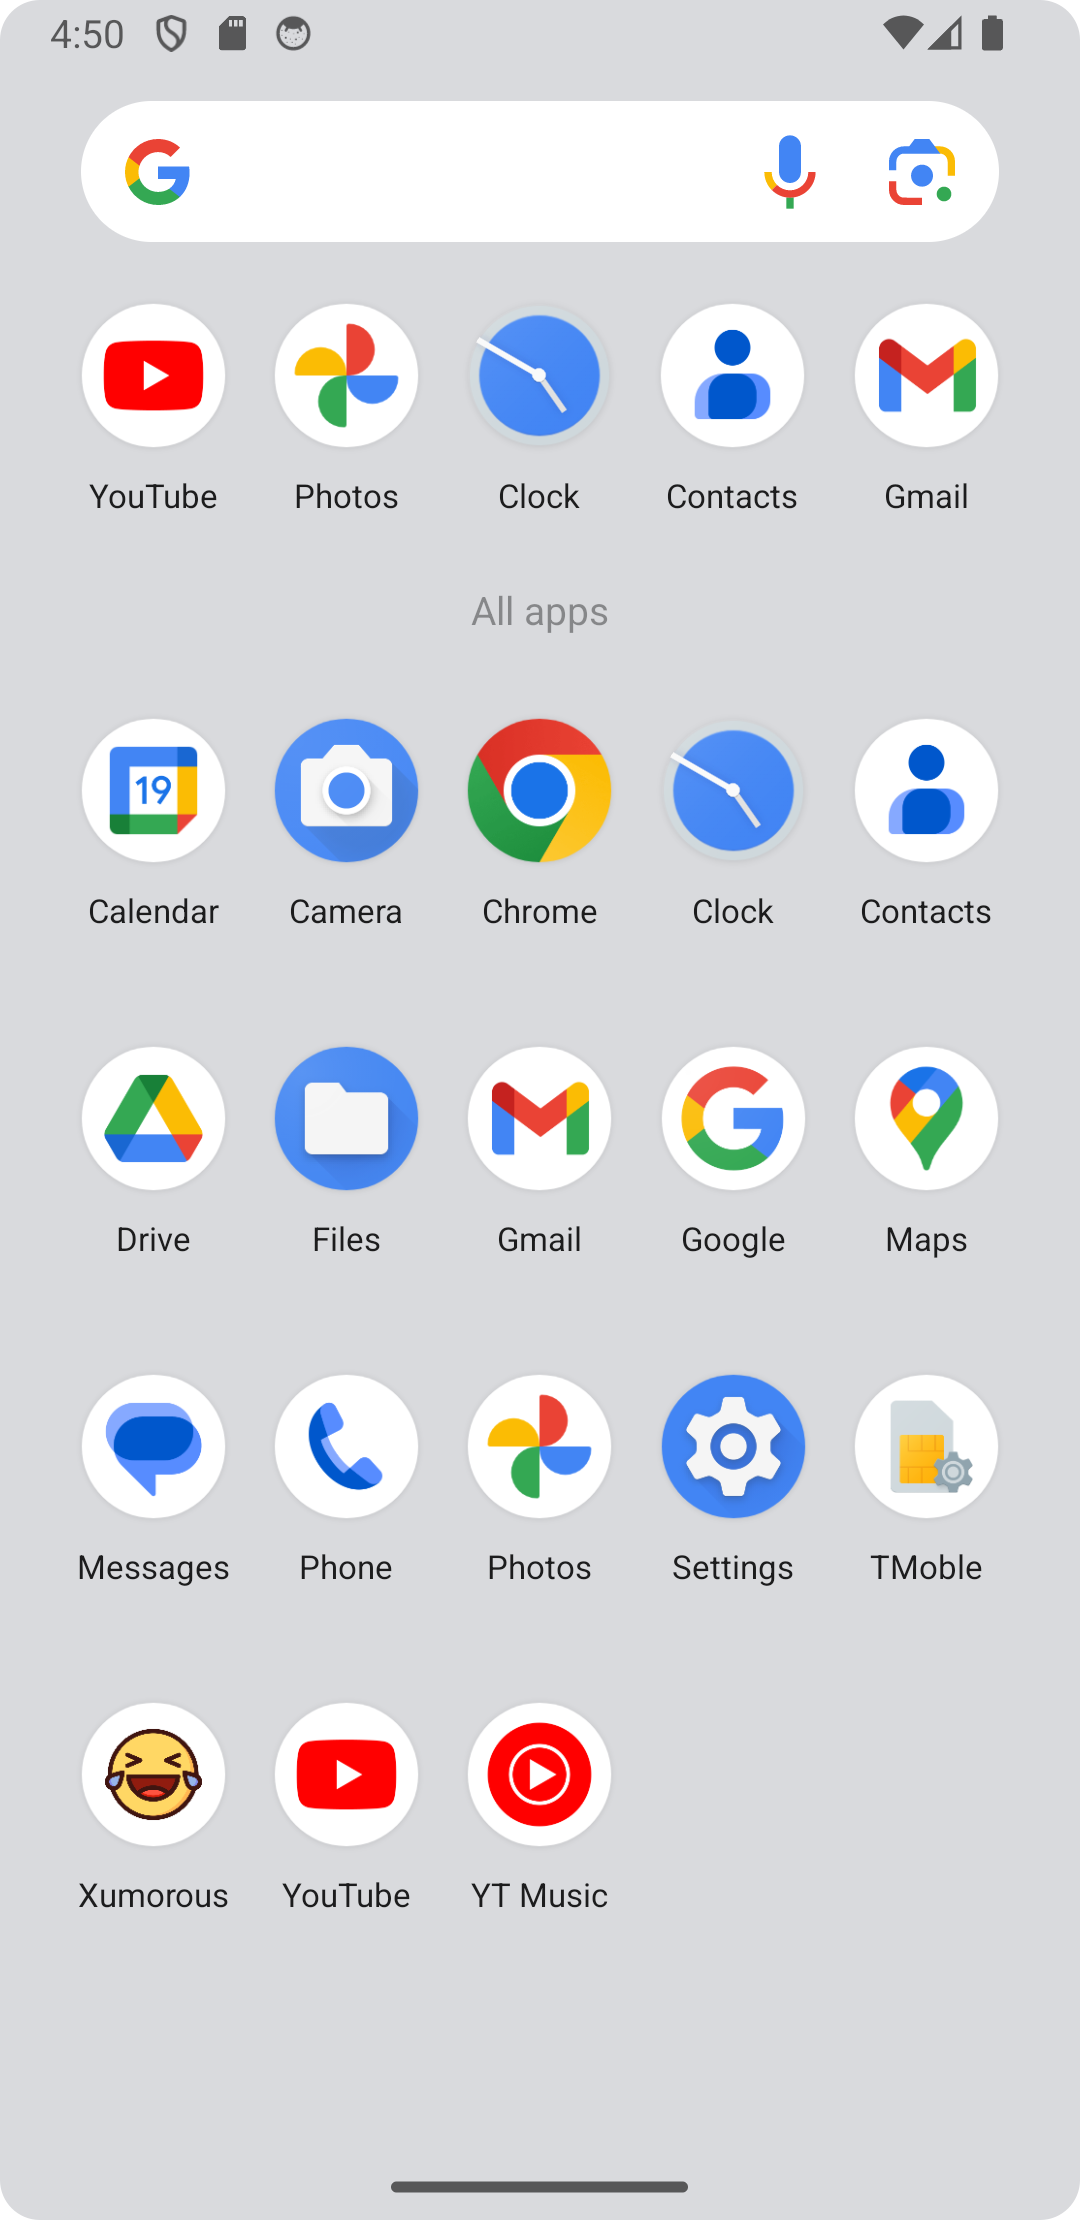 4:50
YouTube Photos Clock Contacts Gmail
All apps
19
Calendar Camera Chrome Clock Contacts
Drive Files Gmail Google Maps
Messages Phone Photos Settings TMoble
Xumorous YouTube YT Music